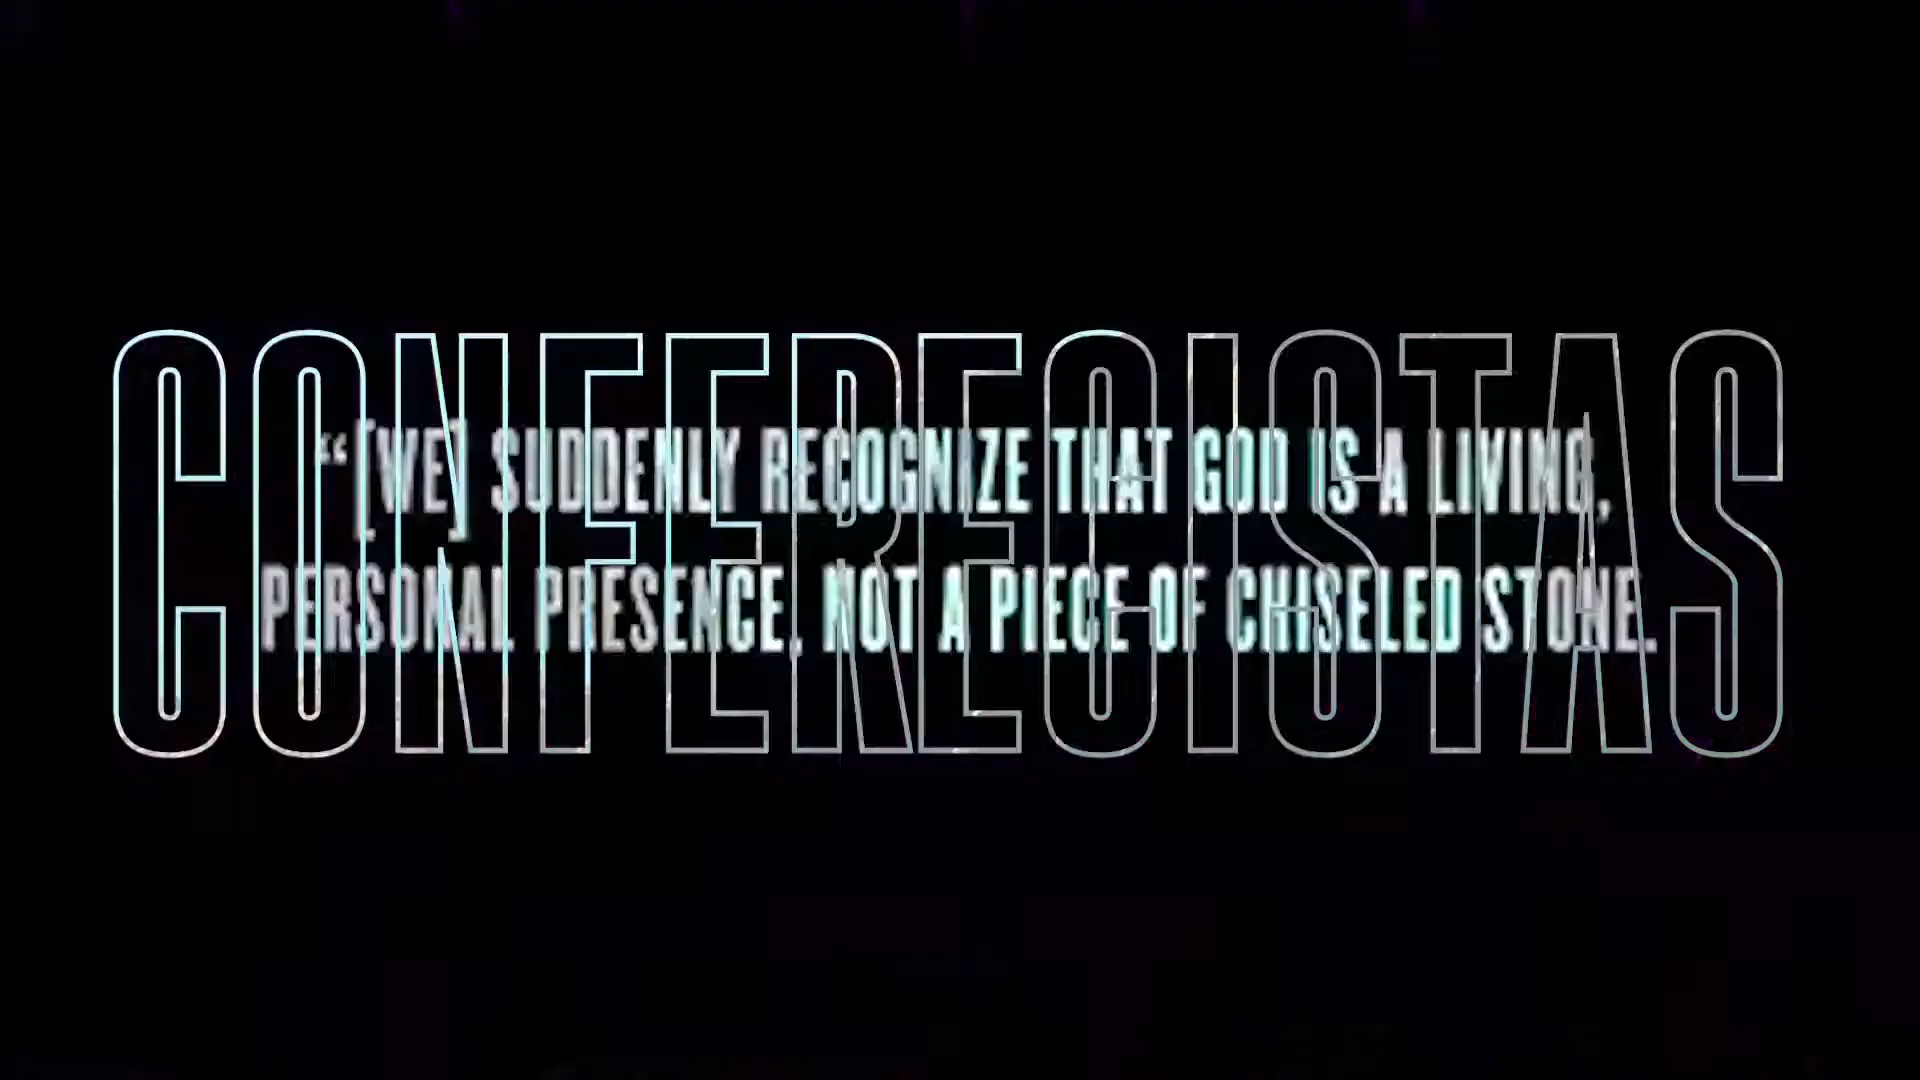 CONFERECISTAS
“[WE] SUDDENLY RECOGNIZE THAT GOD IS A LIVING,
PERSONAL PRESENCE, NOT A PIECE OF CHISELED STONE.